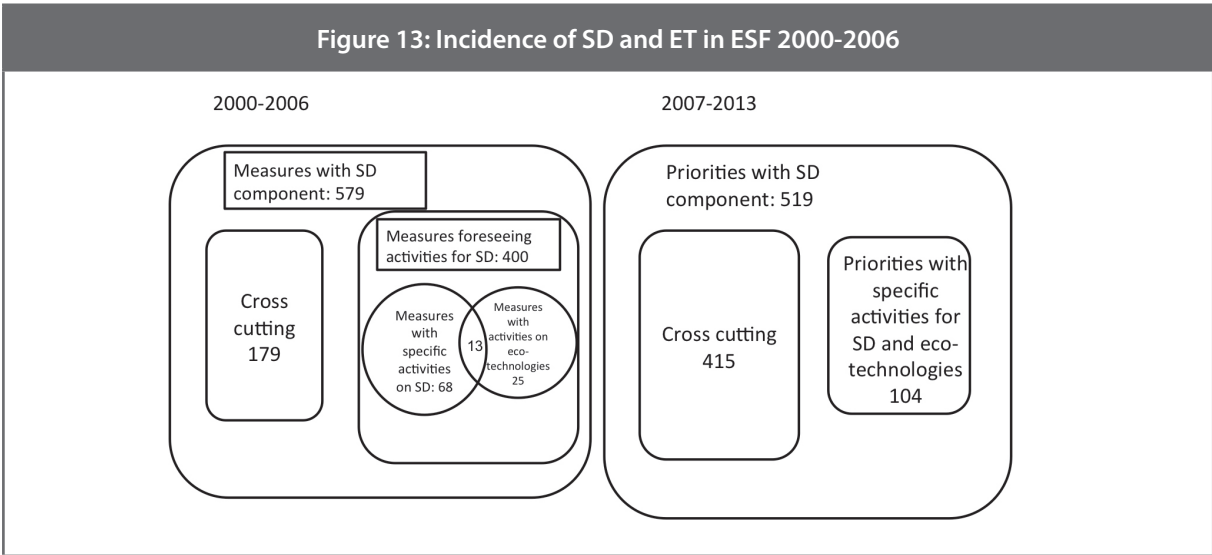 Figure 13: Incidence of SD and ET in ESF 2000-2006
2000-2006
Measures with SD
component: 579
Measures foreseeing
activities for SD: 400
Cross
cutting
179
Measures
with
specific
activities
on SD: 68
13
Measures
with
activities on
eco-
technologies
25
2007-2013
Priorities with SD
component: 519
Cross cutting
415
Priorities with
specific
activities for
SD and eco-
technologies
104